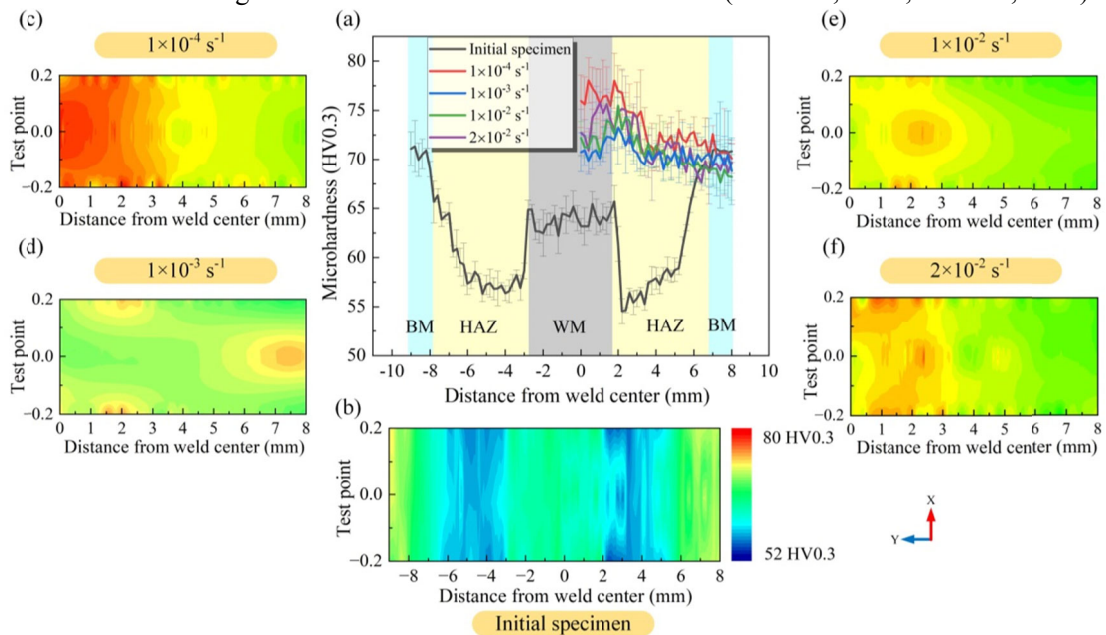 (c)
1×10⁻⁴ s⁻¹
0.2
0.0
−0.2
Test point
0 1 2 3 4 5 6 7 8
Distance from weld center (mm)
(d)
1×10⁻³ s⁻¹
0.2
0.0
−0.2
Test point
0 1 2 3 4 5 6 7 8
Distance from weld center (mm)
(a)
Initial specimen
1×10⁻⁴ s⁻¹
1×10⁻³ s⁻¹
1×10⁻² s⁻¹
2×10⁻² s⁻¹
80
75
70
65
60
55
50
Microhardness (HV0.3)
BM HAZ WM HAZ BM
-10 -8 -6 -4 -2 0 2 4 6 8 10
Distance from weld center (mm)
(b)
0.2
0.0
−0.2
Test point
−8 −6 −4 −2 0 2 4 6 8
Distance from weld center (mm)
Initial specimen
80 HV0.3
52 HV0.3
(e)
1×10⁻² s⁻¹
0.2
0.0
−0.2
Test point
0 1 2 3 4 5 6 7 8
Distance from weld center (mm)
(f)
2×10⁻² s⁻¹
0.2
0.0
−0.2
Test point
0 1 2 3 4 5 6 7 8
Distance from weld center (mm)
X
Y